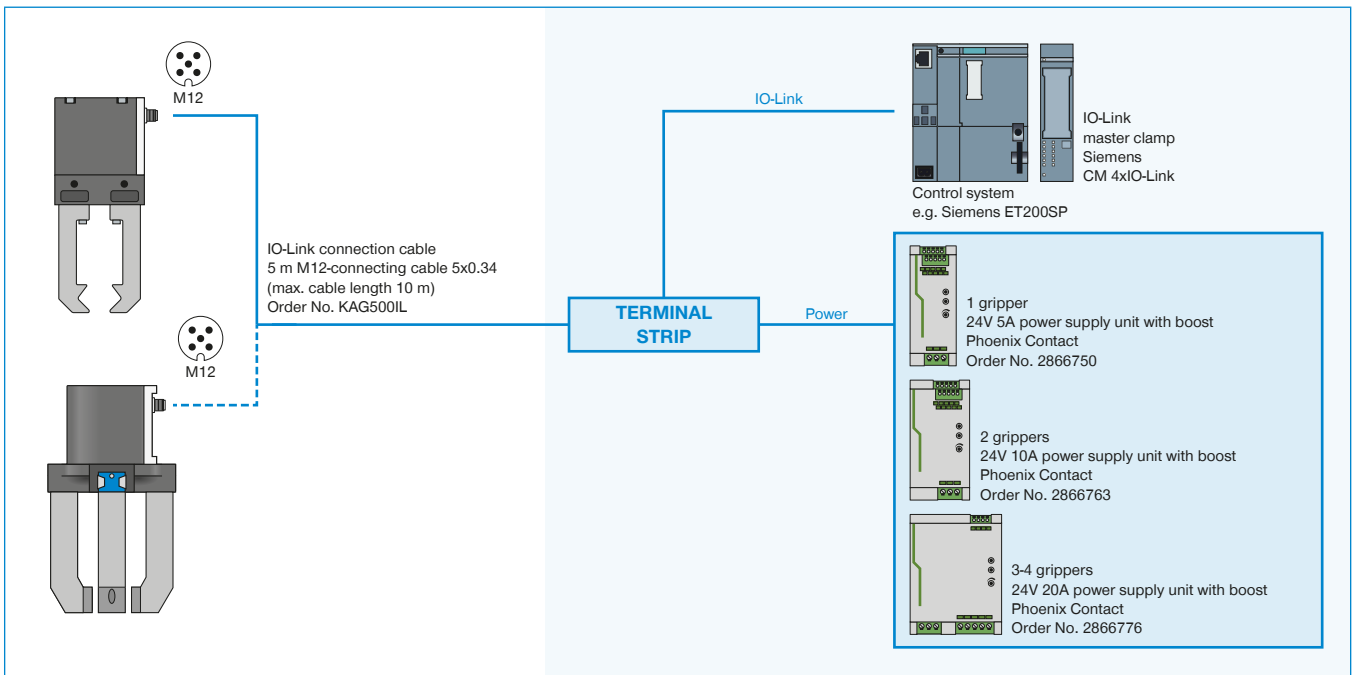 M12
IO-Link connection cable
5 m M12-connecting cable 5x0.34
(max. cable length 10 m)
Order No. KAG500IL
M12
TERMINAL
STRIP
IO-Link
Power
Control system
e.g. Siemens ET200SP
IO-Link
master clamp
Siemens
CM 4xIO-Link
1 gripper
24V 5A power supply unit with boost
Phoenix Contact
Order No. 2866750
2 grippers
24V 10A power supply unit with boost
Phoenix Contact
Order No. 2866763
3-4 grippers
24V 20A power supply unit with boost
Phoenix Contact
Order No. 2866776